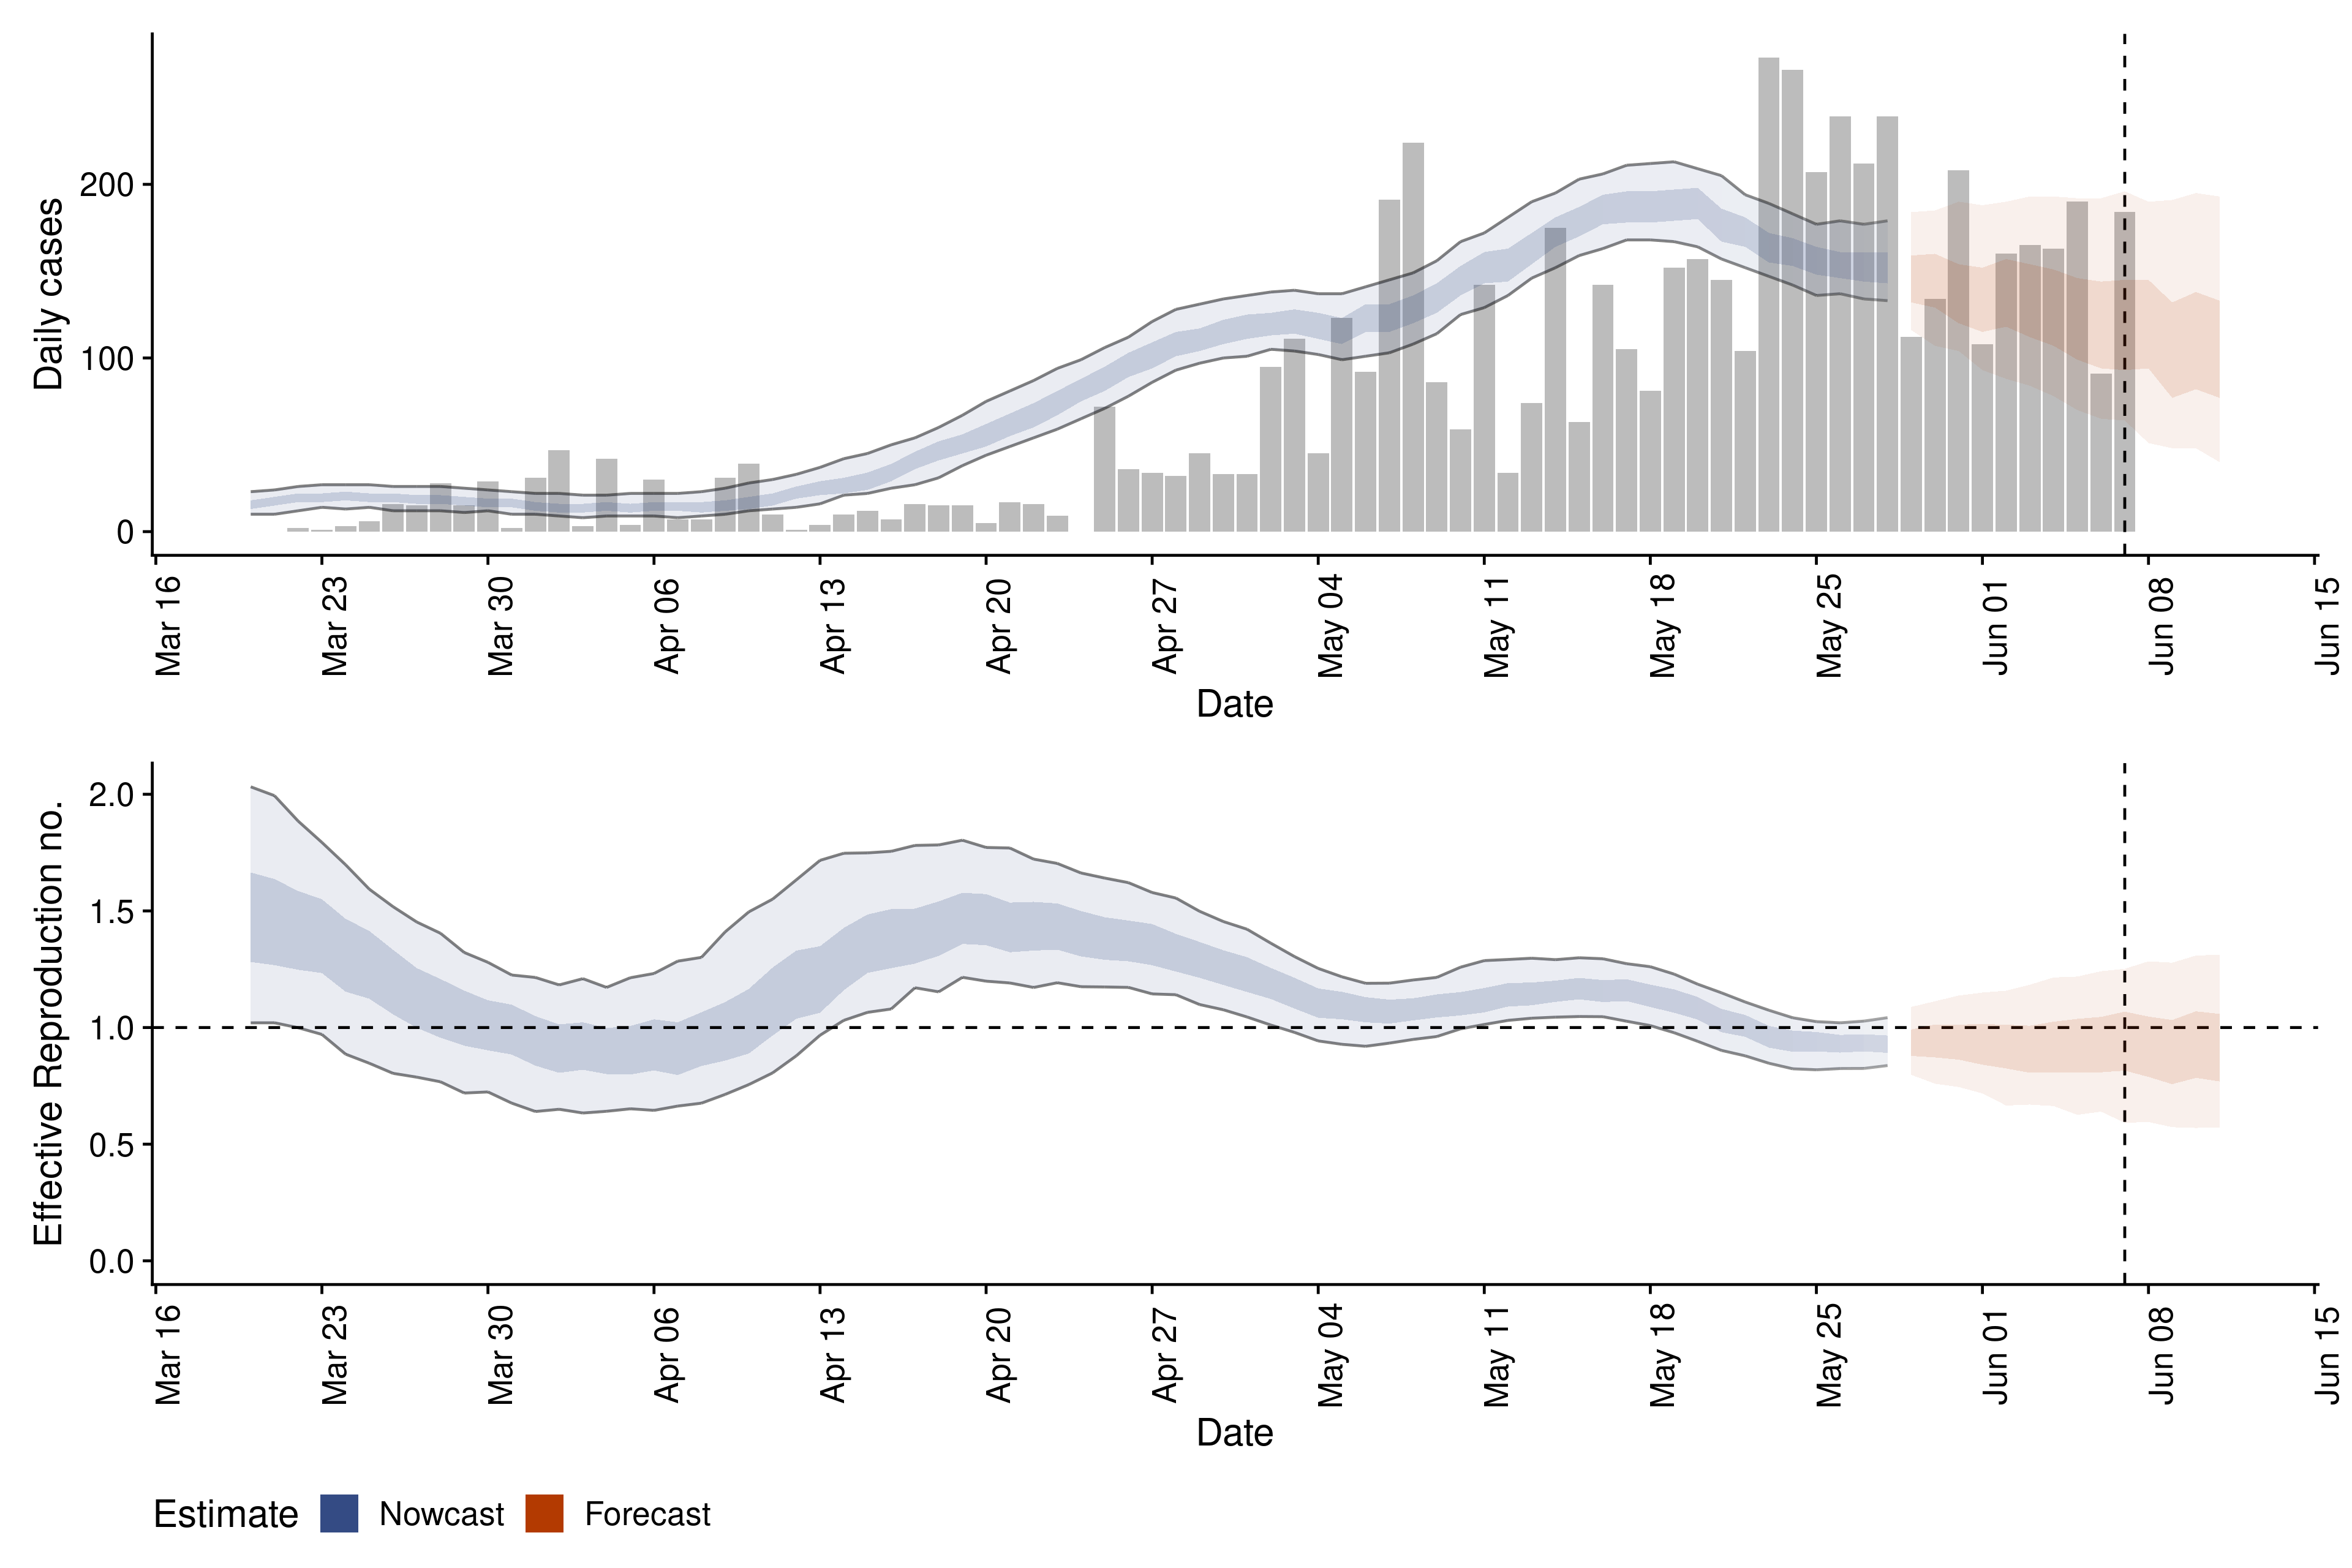 Daily cases
200
100
0
Mar 16 Mar 23 Mar 30 Apr 06 Apr 13 Apr 20 Apr 27 May 04 May 11 May 18 May 25 Jun 01 Jun 08 Jun 15
Date
Effective Reproduction no.
2.0
1.5
1.0
0.5
0.0
Mar 16 Mar 23 Mar 30 Apr 06 Apr 13 Apr 20 Apr 27 May 04 May 11 May 18 May 25 Jun 01 Jun 08 Jun 15
Date
Estimate Nowcast Forecast